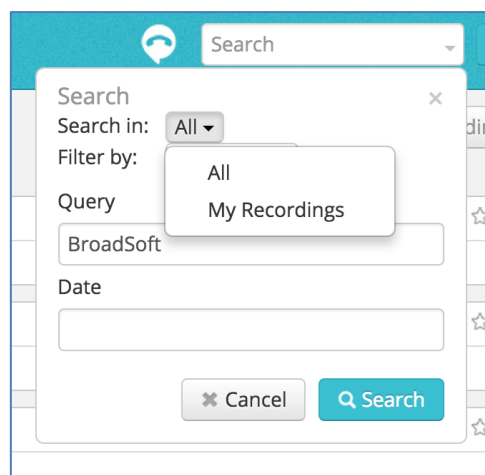 Search
Search
Search in: All
Filter by:
All
My Recordings
Query
BroadSoft
Date
Cancel
Search